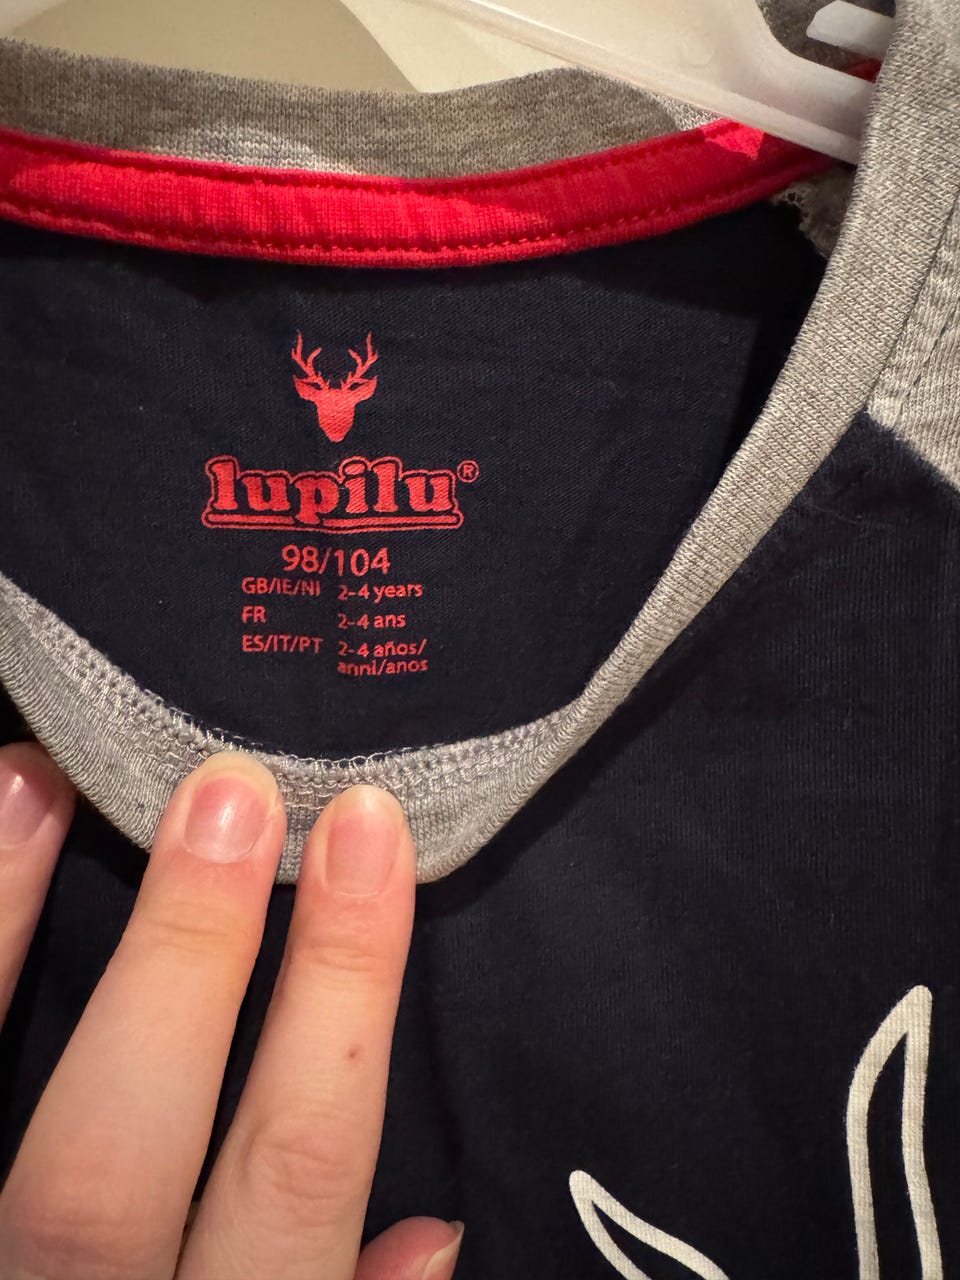 lupilu®
98/104
GB/IE/NI 2-4 years
FR 2-4 ans
ES/IT/PT 2-4 años/
anni/anos